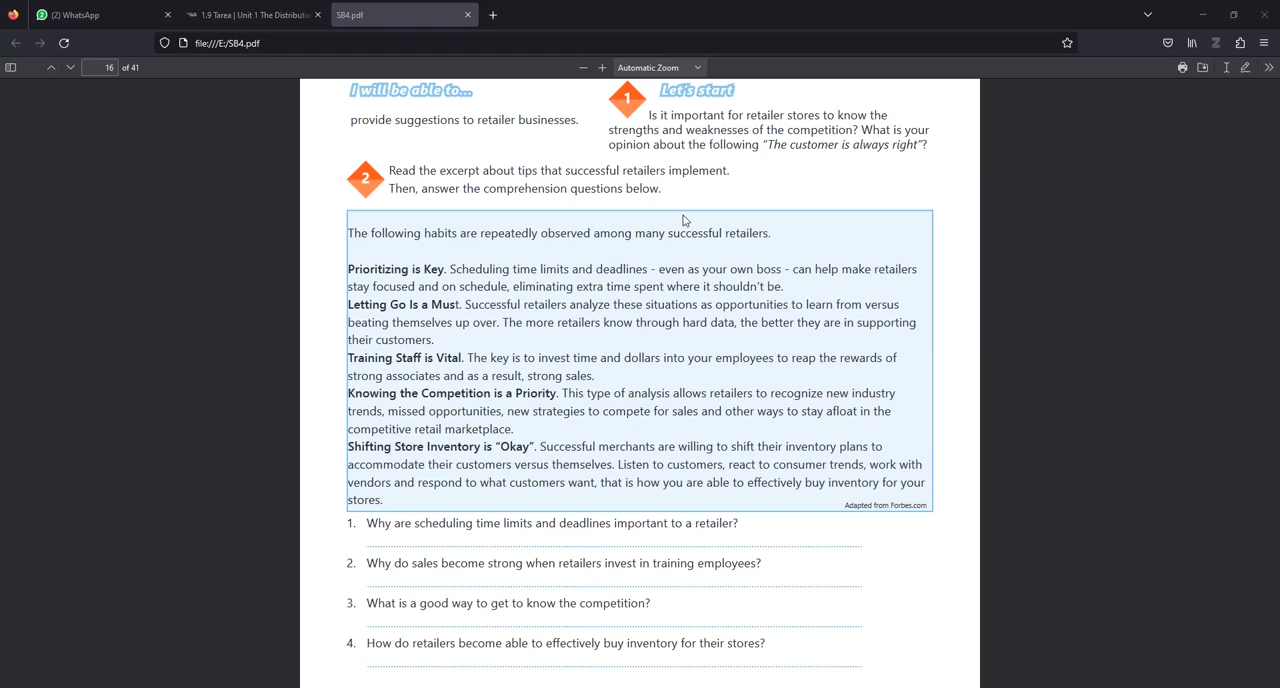 (2) WhatsApp
1.9 Tarea | Unit 1 The Distributio
SB4.pdf
file:///E:/SB4.pdf
16 of 41
Automatic Zoom
I will be able to...
provide suggestions to retailer businesses.
1 Let's start
Is it important for retailer stores to know the
strengths and weaknesses of the competition? What is your
opinion about the following "The customer is always right"?
2 Read the excerpt about tips that successful retailers implement.
Then, answer the comprehension questions below.
The following habits are repeatedly observed among many successful retailers.
Prioritizing is Key. Scheduling time limits and deadlines - even as your own boss - can help make retailers
stay focused and on schedule, eliminating extra time spent where it shouldn't be.
Letting Go Is a Must. Successful retailers analyze these situations as opportunities to learn from versus
beating themselves up over. The more retailers know through hard data, the better they are in supporting
their customers.
Training Staff is Vital. The key is to invest time and dollars into your employees to reap the rewards of
strong associates and as a result, strong sales.
Knowing the Competition is a Priority. This type of analysis allows retailers to recognize new industry
trends, missed opportunities, new strategies to compete for sales and other ways to stay afloat in the
competitive retail marketplace.
Shifting Store Inventory is "Okay". Successful merchants are willing to shift their inventory plans to
accommodate their customers versus themselves. Listen to customers, react to consumer trends, work with
vendors and respond to what customers want, that is how you are able to effectively buy inventory for your
stores.
Adapted from Forbes.com
1. Why are scheduling time limits and deadlines important to a retailer?
2. Why do sales become strong when retailers invest in training employees?
3. What is a good way to get to know the competition?
4. How do retailers become able to effectively buy inventory for their stores?